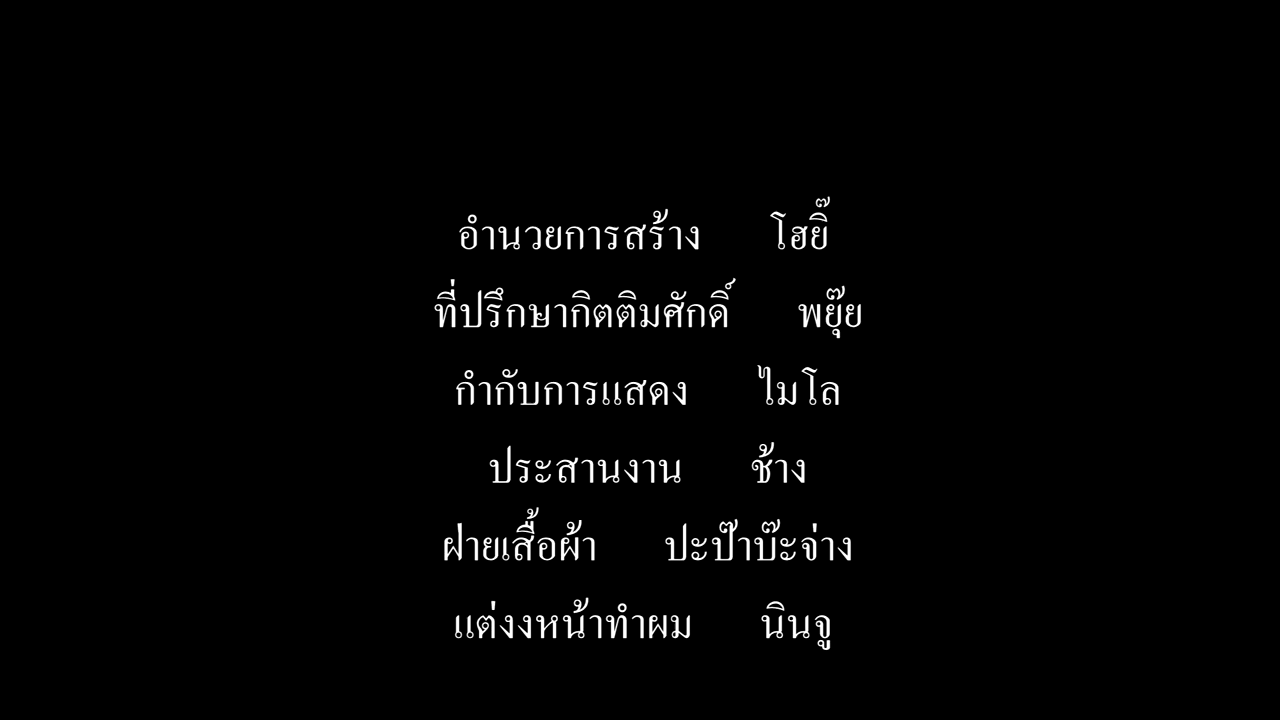 อำนวยการสร้าง โฮยิ๊
ที่ปรึกษากิตติมศักดิ์ พยุ๊ย
กำกับการแสดง ไมโล
ประสานงาน ช้าง
ฝ่ายเสื้อผ้า ปะป๊าบ๊ะจ่าง
แต่งงหน้าทำผม นินจู